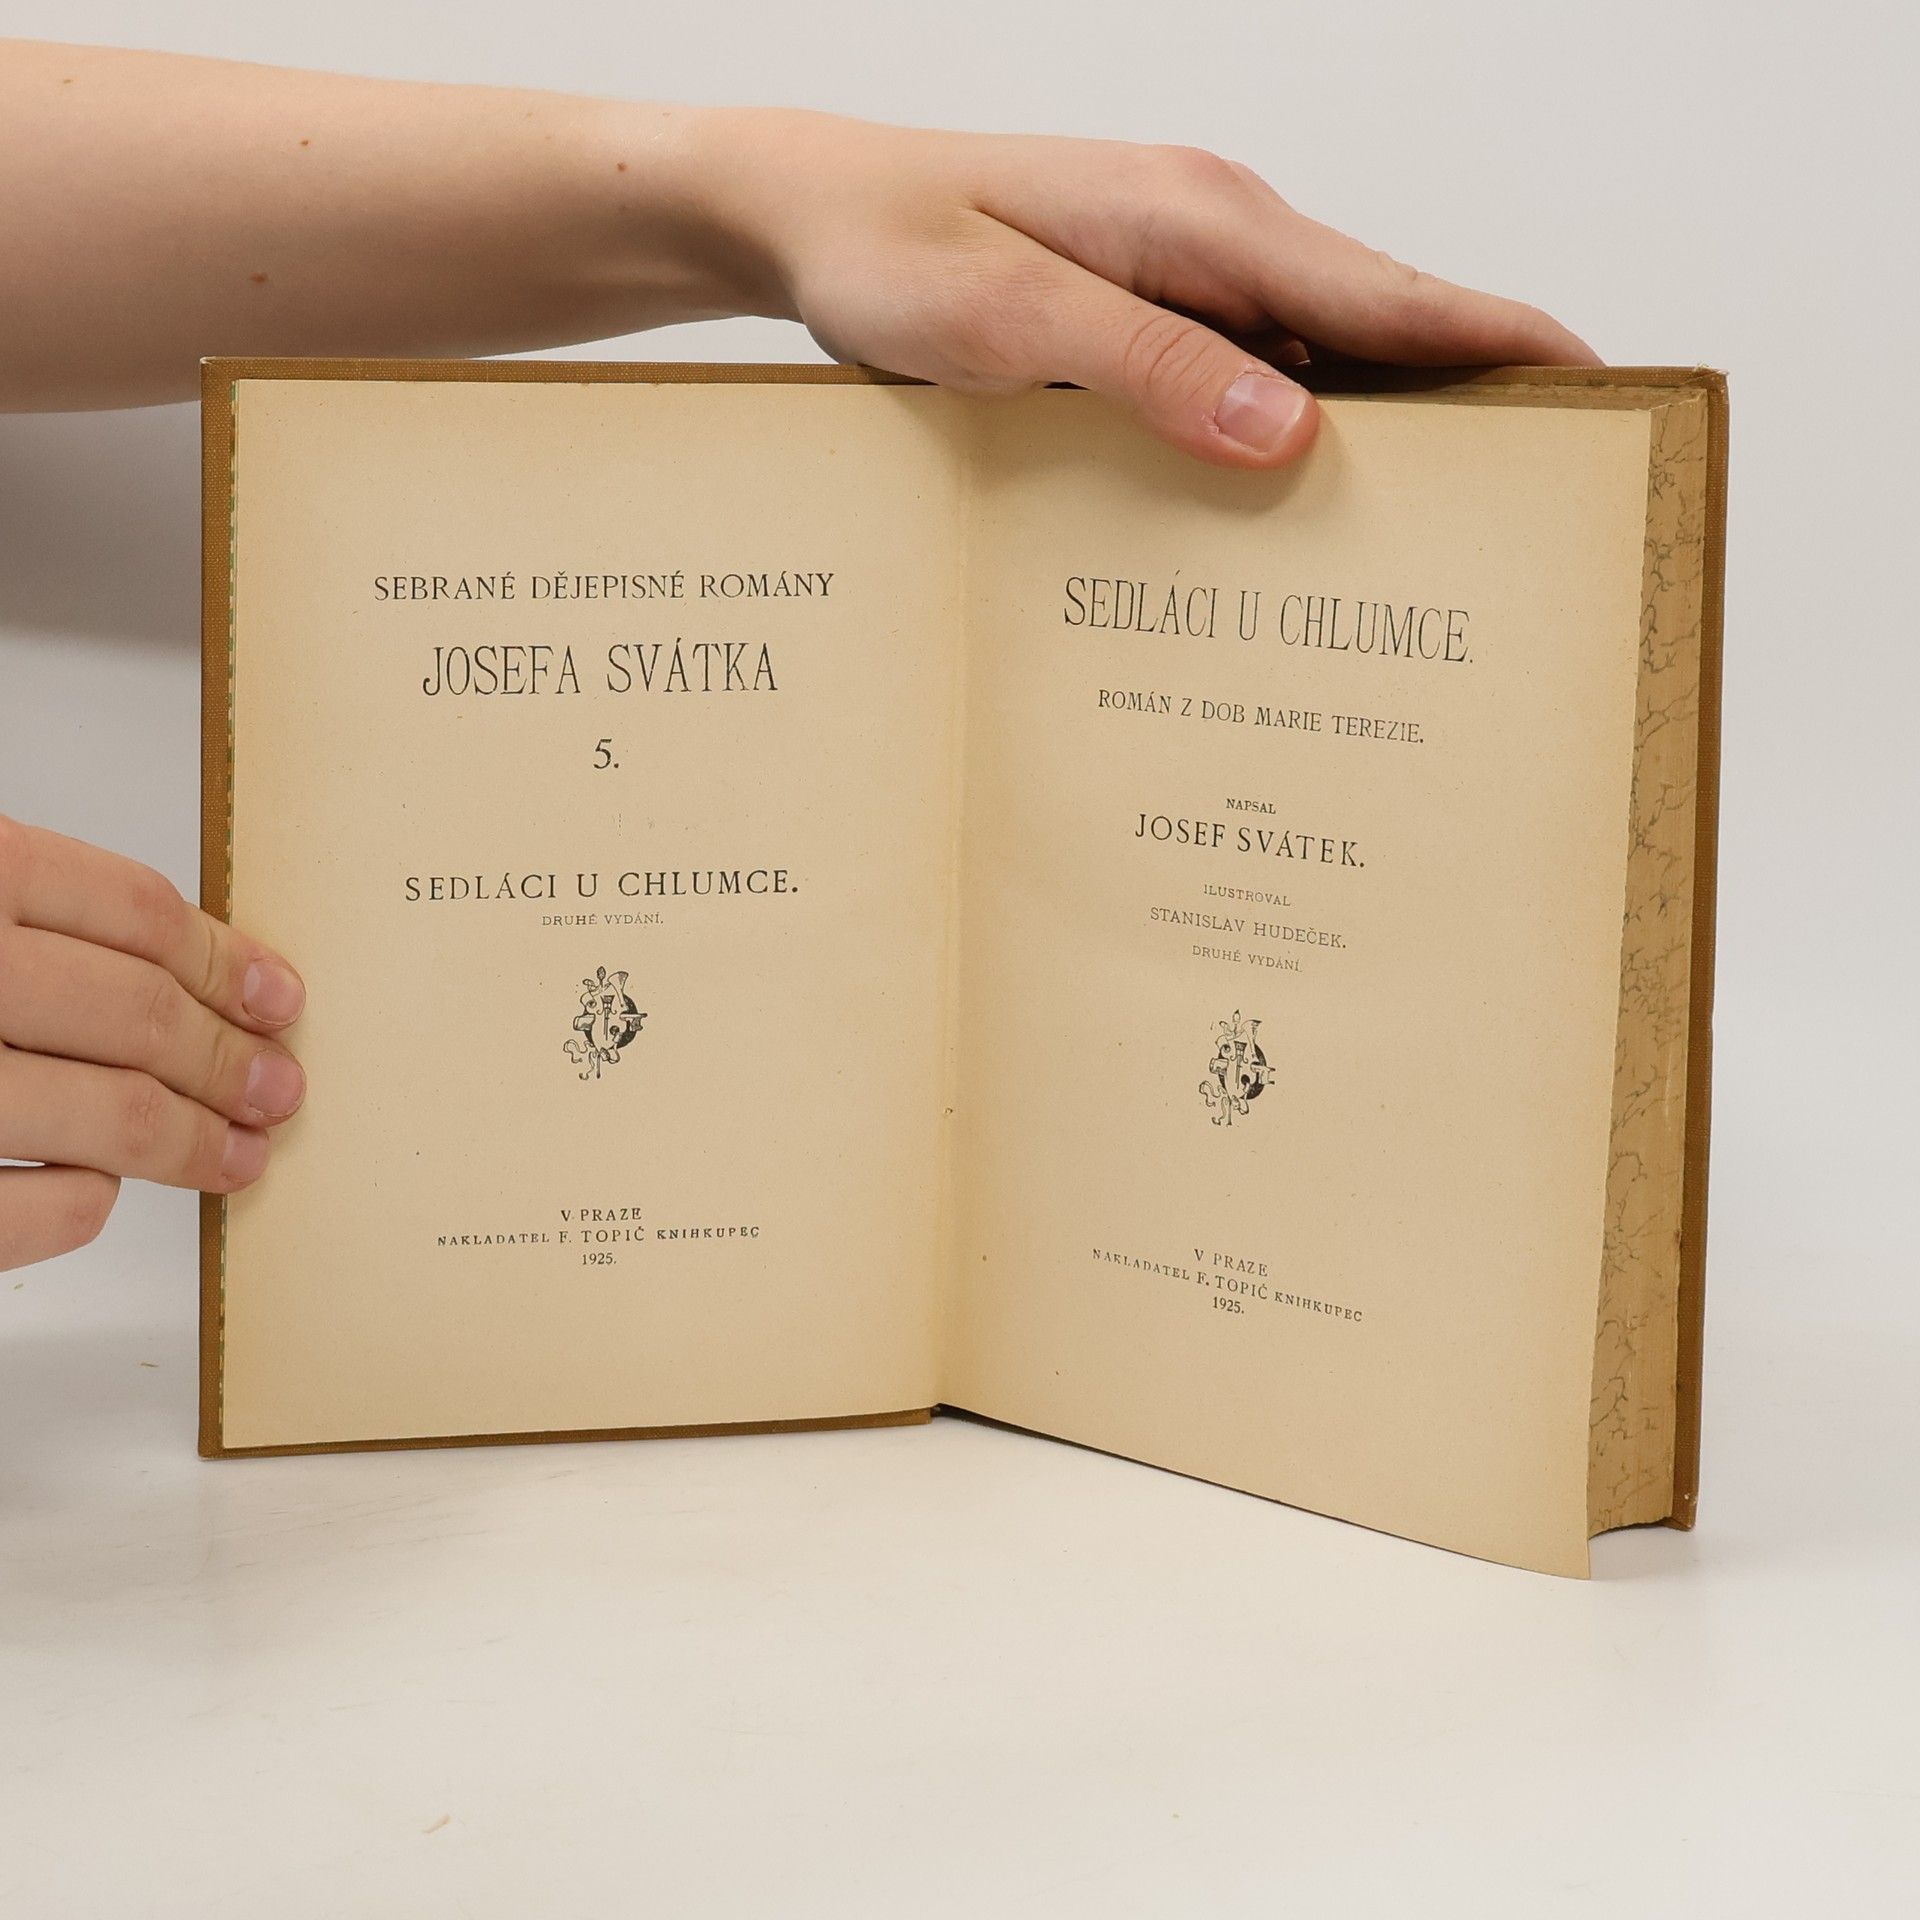 SEBRANÉ DĚJEPISNÉ ROMÁNY
JOSEFA SVÁTKA
5.
SEDLÁCI U CHLUMCE.
DRUHÉ VYDÁNÍ.
V PRAZE
NAKLADATEL F. TOPIČ KNIHKUPEC
1925.
SEDLÁCI U CHLUMCE.
ROMÁN Z DOB MARIE TEREZIE.
NAPSAL
JOSEF SVÁTEK.
ILUSTROVAL
STANISLAV HUDEČEK.
DRUHÉ VYDÁNÍ.
V PRAZE
NAKLADATEL F. TOPIČ KNIHKUPEC
1925.